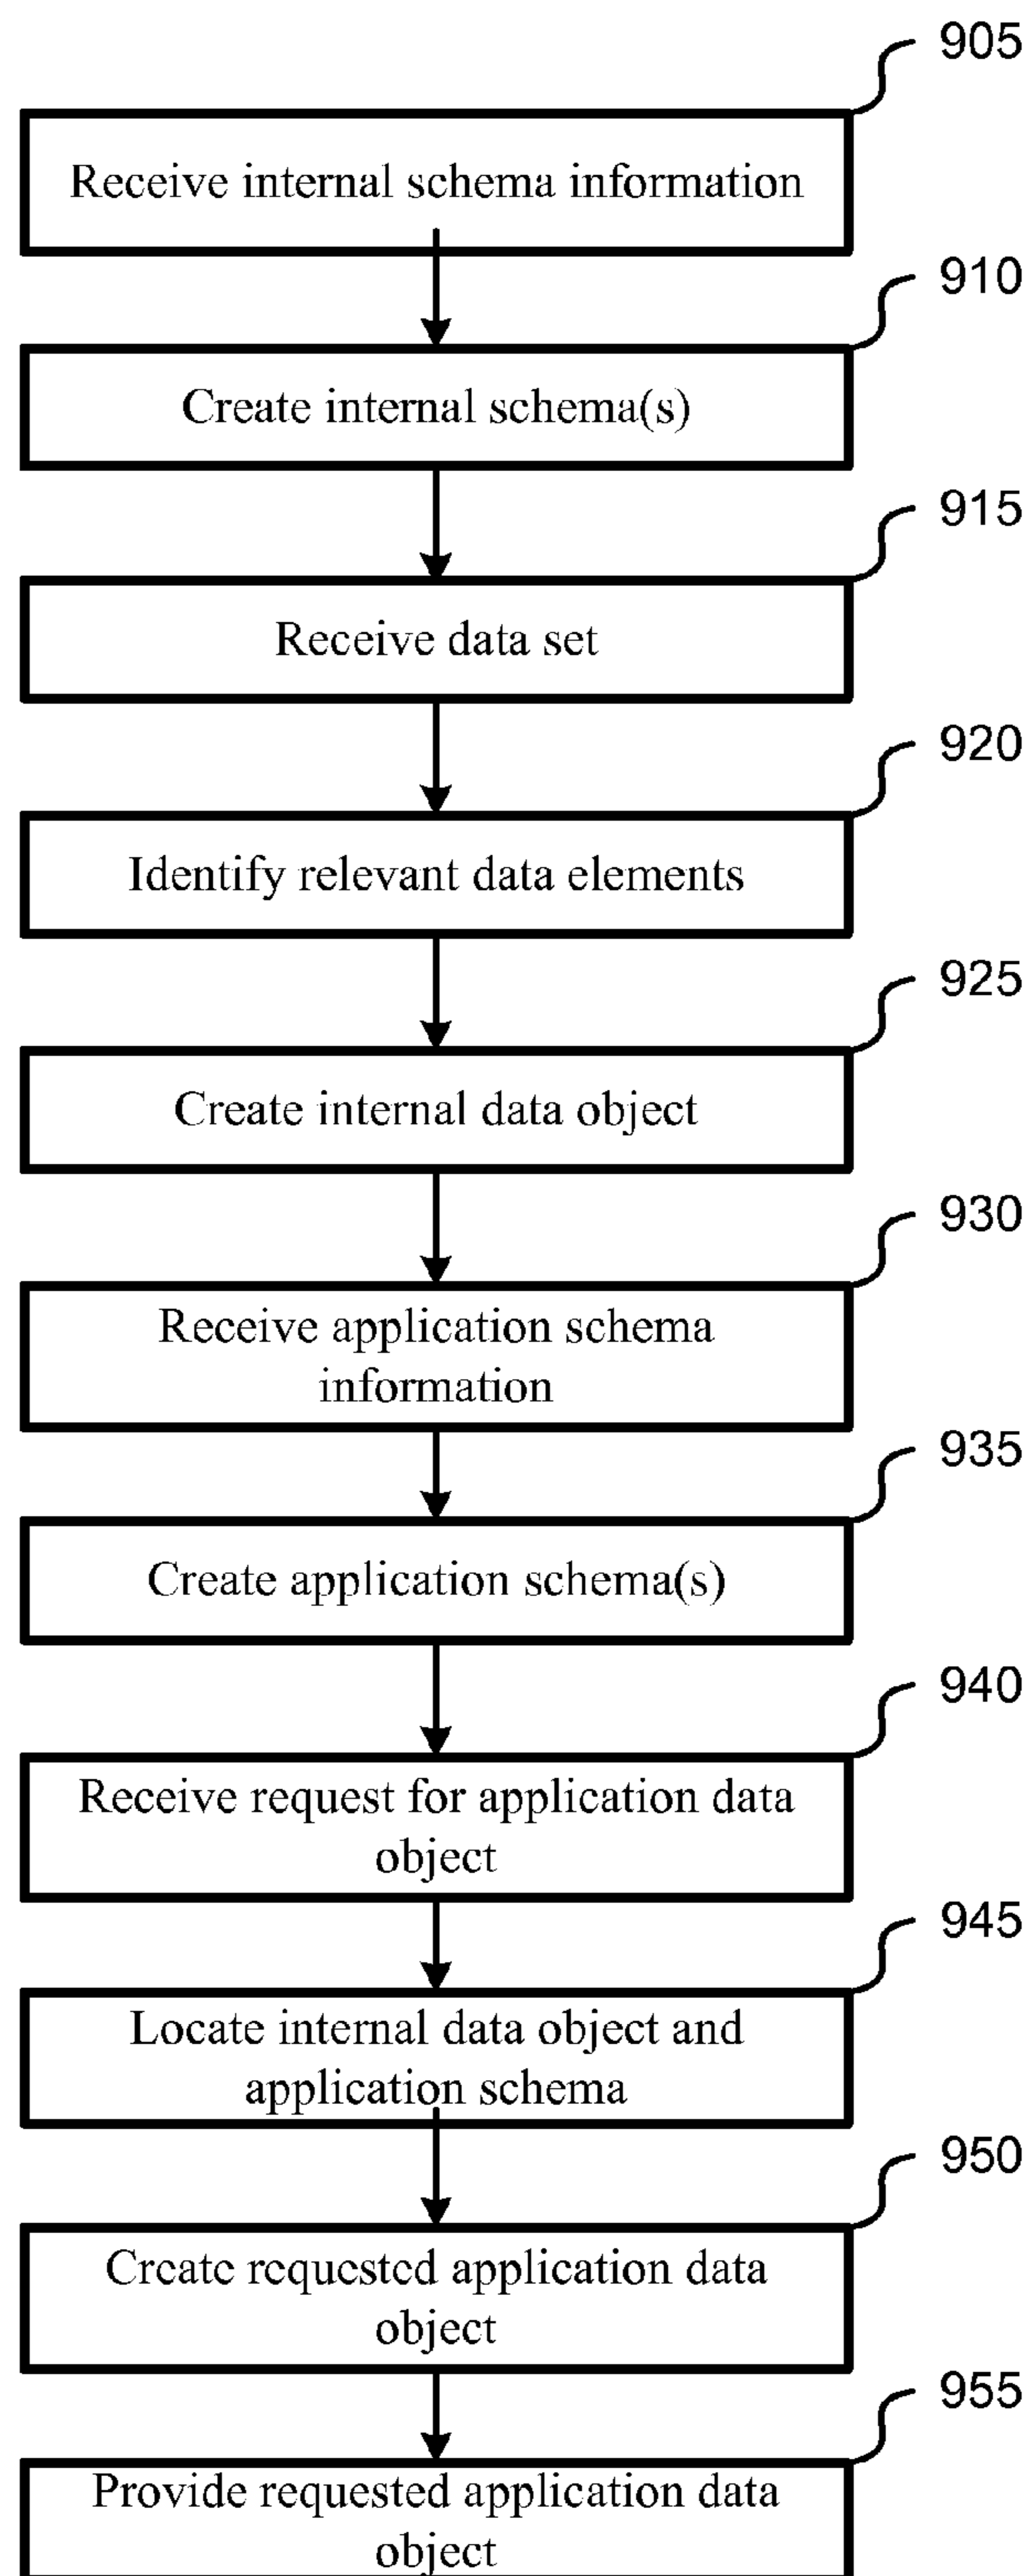 905
Receive internal schema information
910
Create internal schema(s)
915
Receive data set
920
Identify relevant data elements
925
Create internal data object
930
Receive application schema
information
935
Create application schema(s)
940
Receive request for application data
object
945
Locate internal data object and
application schema
950
Create requested application data
object
955
Provide requested application data
object